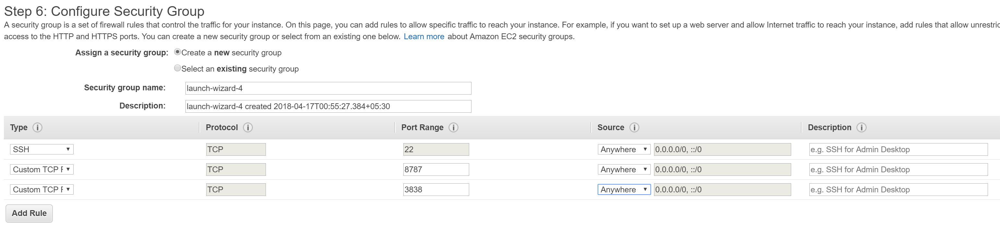 Step 6: Configure Security Group
A security group is a set of firewall rules that control the traffic for your instance. On this page, you can add rules to allow specific traffic to reach your instance. For example, if you want to set up a web server and allow Internet traffic to reach your instance, add rules that allow unrestric
access to the HTTP and HTTPS ports. You can create a new security group or select from an existing one below. Learn more about Amazon EC2 security groups.
Assign a security group: Create a new security group
Select an existing security group
Security group name: launch-wizard-4
Description: launch-wizard-4 created 2018-04-17T00:55:27.384+05:30
Type Protocol Port Range Source Description
SSH TCP 22 Anywhere 0.0.0.0/0, ::/0 e.g. SSH for Admin Desktop
Custom TCP F TCP 8787 Anywhere 0.0.0.0/0, ::/0 e.g. SSH for Admin Desktop
Custom TCP F TCP 3838 Anywhere 0.0.0.0/0, ::/0 e.g. SSH for Admin Desktop
Add Rule